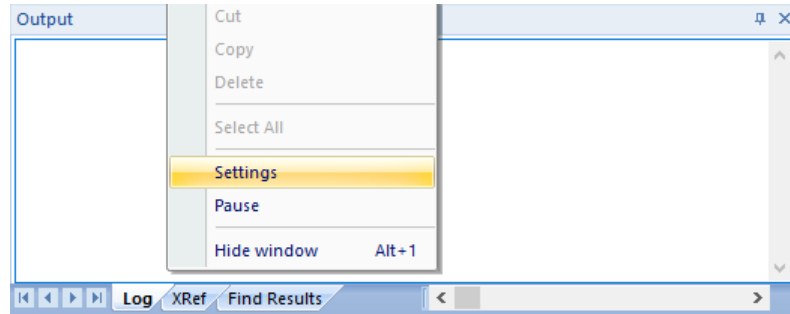 Output
Cut
Copy
Delete
Select All
Settings
Pause
Hide window Alt+1
Log XRef Find Results